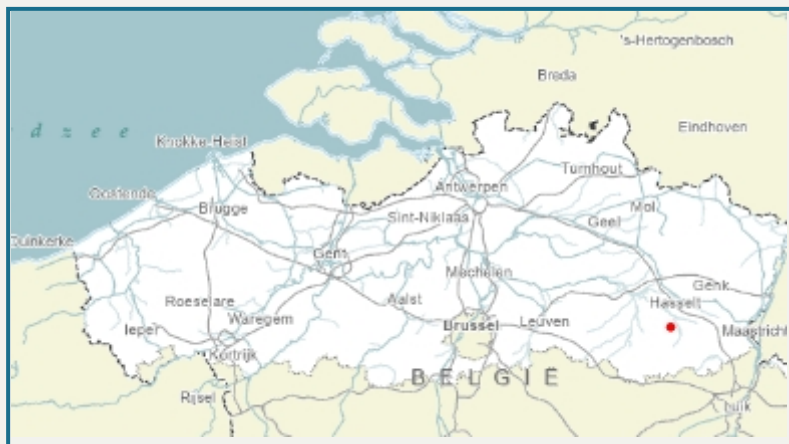 's-Hertogenbosch
Breda
Eindhoven
d z e e
Knokke-Heist
Turnhout
Antwerpen
Oostende
Brugge
Sint-Niklaas
Geel
Mol
Duinkerke
Gent
Mechelen
Genk
Roeselare
Aalst
Hasselt
Ieper
Waregem
Brussel
Leuven
Maastricht
Kortrijk
BELGIË
Rijsel
Luik